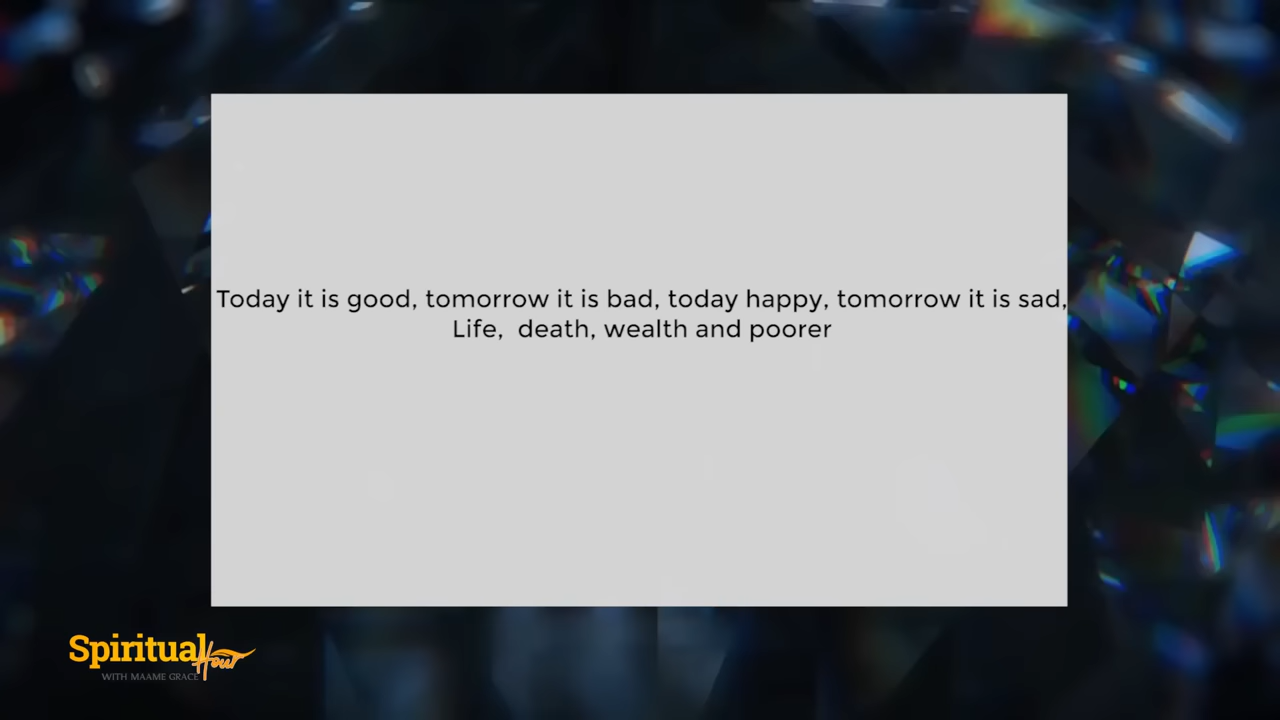 Today it is good, tomorrow it is bad, today happy, tomorrow it is sad,
Life,  death, wealth and poorer
Spiritual
Hour
WITH MAAME GRACE